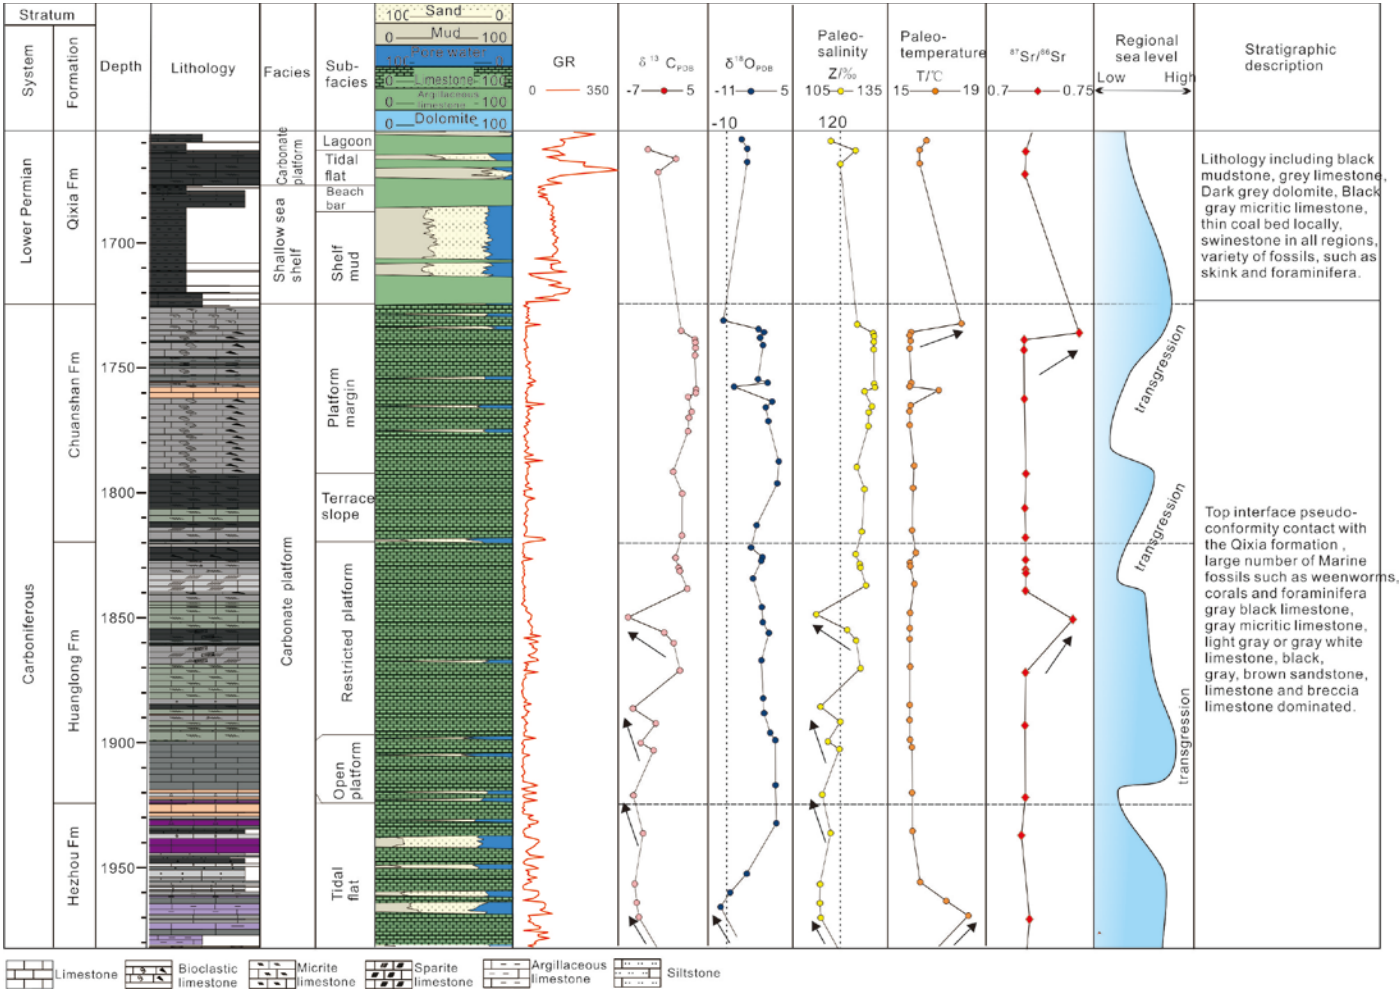 Stratum
System
Formation
Depth
Lithology
Facies
Sub-
facies
100 Sand 0
0 Mud 100
100 Pore water 0
0 Limestone 100
0 Argillaceous
limestone 100
0 Dolomite 100
GR
0 350
δ 13 C PDB
-7 5
δ18O PDB
-11 5
-10
Paleo-
salinity
Z/‰
105 135
120
Paleo-
temperature
T/℃
15 19
87Sr/86Sr
0.7 0.75
Regional
sea level
Low High
Stratigraphic
description
Lower Permian
Carboniferous
Qixia Fm
Chuanshan Fm
Huanglong Fm
Hezhou Fm
1700
1750
1800
1850
1900
1950
Carbonate
platform
Shallow sea
shelf
Carbonate platform
Lagoon
Tidal
flat
Beach
bar
Shelf
mud
Platform
margin
Terrace
slope
Restricted platform
Open
platform
Tidal
flat
transgression
transgression
transgression
Lithology including black
mudstone, grey limestone,
Dark grey dolomite, Black
gray micritic limestone,
thin coal bed locally,
swinestone in all regions,
variety of fossils, such as
skink and foraminifera.
Top interface pseudo-
conformity contact with
the Qixia formation ,
large number of Marine
fossils such as weenworms,
corals and foraminifera
gray black limestone,
gray micritic limestone,
light gray or gray white
limestone, black,
gray, brown sandstone,
limestone and breccia
limestone dominated.
Limestone
Bioclastic
limestone
Micrite
limestone
Sparite
limestone
Argillaceous
limestone
Siltstone